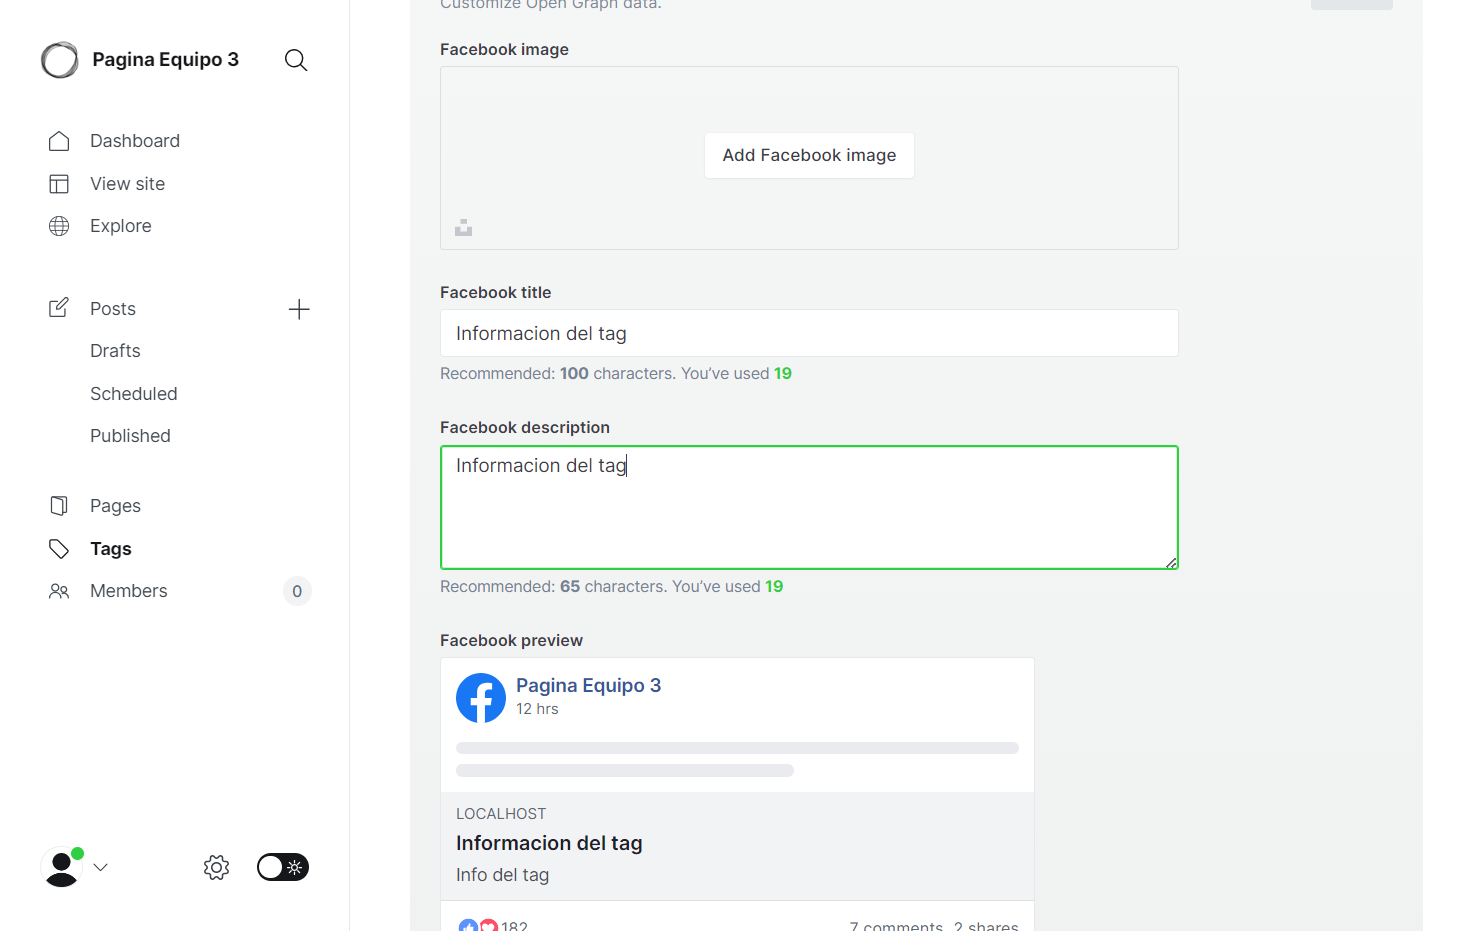 Pagina Equipo 3
Dashboard
View site
Explore
Posts
Drafts
Scheduled
Published
Pages
Tags
Members
0
Customize Open Graph data.
Facebook image
Add Facebook image
Facebook title
Informacion del tag
Recommended: 100 characters. You’ve used 19
Facebook description
Informacion del tag
Recommended: 65 characters. You’ve used 19
Facebook preview
Pagina Equipo 3
12 hrs
LOCALHOST
Informacion del tag
Info del tag
182
7 comments 2 shares